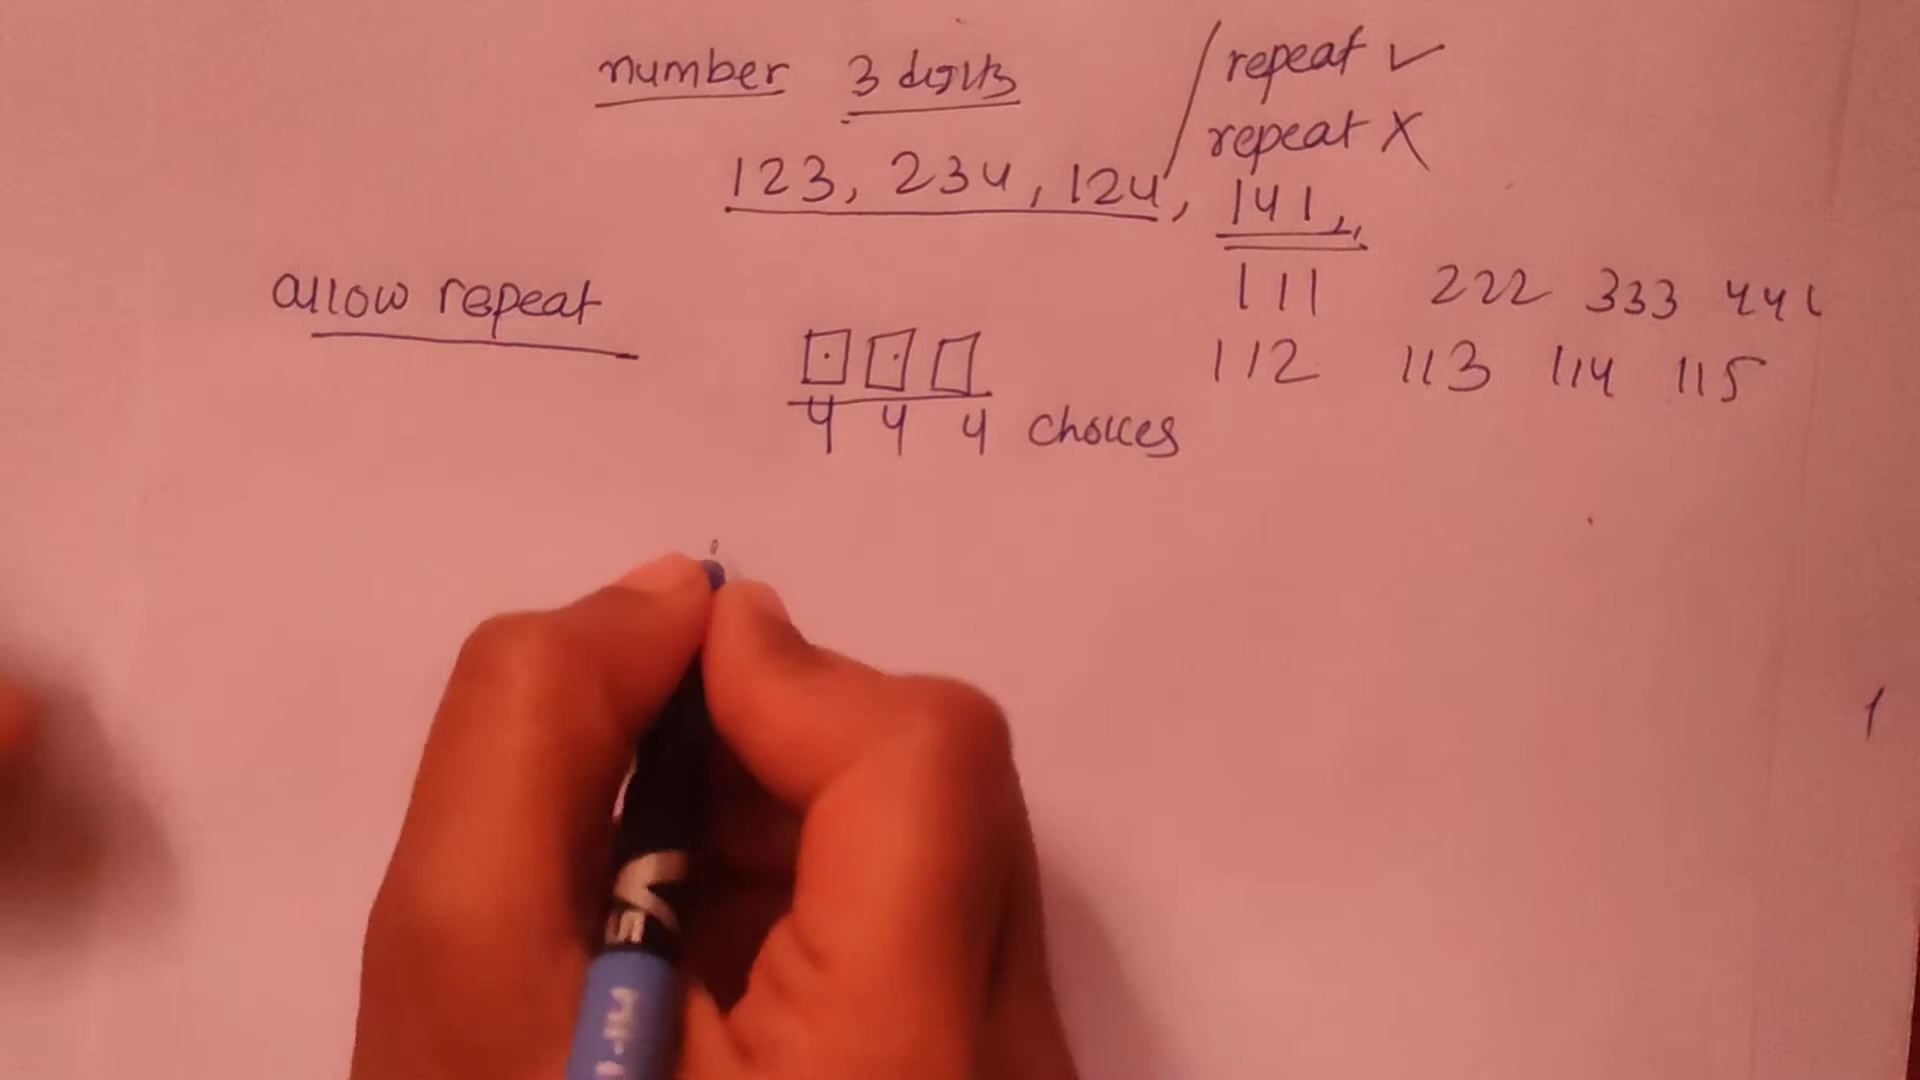 number 3 digits / repeat ✓
repeat X
123, 234, 124, 141,
111 222 333 444
allow repeat
112 113 114 115
4 4 4 choices
V5